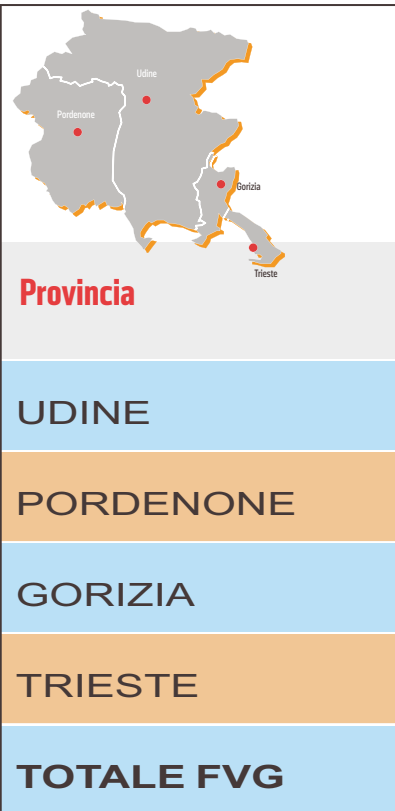 Udine
Pordenone
Gorizia
Trieste
Provincia
UDINE
PORDENONE
GORIZIA
TRIESTE
TOTALE FVG